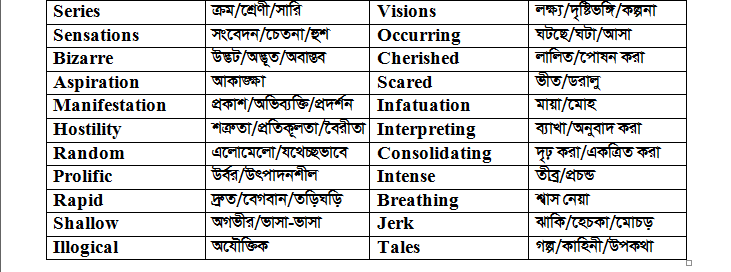 Series ক্রম/শ্রেণী/সারি Visions লক্ষ্য/দৃষ্টিভঙ্গি/কল্পনা
Sensations সংবেদন/চেতনা/হুশ Occurring ঘটছে/ঘটা/আসা
Bizarre উদ্ভট/অদ্ভূত/অবাস্তব Cherished লালিত/পোষন করা
Aspiration আকাঙ্ক্ষা Scared ভীত/ডরালু
Manifestation প্রকাশ/অভিব্যক্তি/প্রদর্শন Infatuation মায়া/মোহ
Hostility শত্রুতা/প্রতিকূলতা/বৈরীতা Interpreting ব্যাখা/অনুবাদ করা
Random এলোমেলো/যথেচ্ছভাবে Consolidating দৃঢ় করা/একত্রিত করা
Prolific উর্বর/উৎপাদনশীল Intense তীব্র/প্রচন্ড
Rapid দ্রুত/বেগবান/তড়িঘড়ি Breathing শ্বাস নেয়া
Shallow অগভীর/ভাসা-ভাসা Jerk ঝাকি/হেচকা/মোচড়
Illogical অযৌক্তিক Tales গল্প/কাহিনী/উপকথা